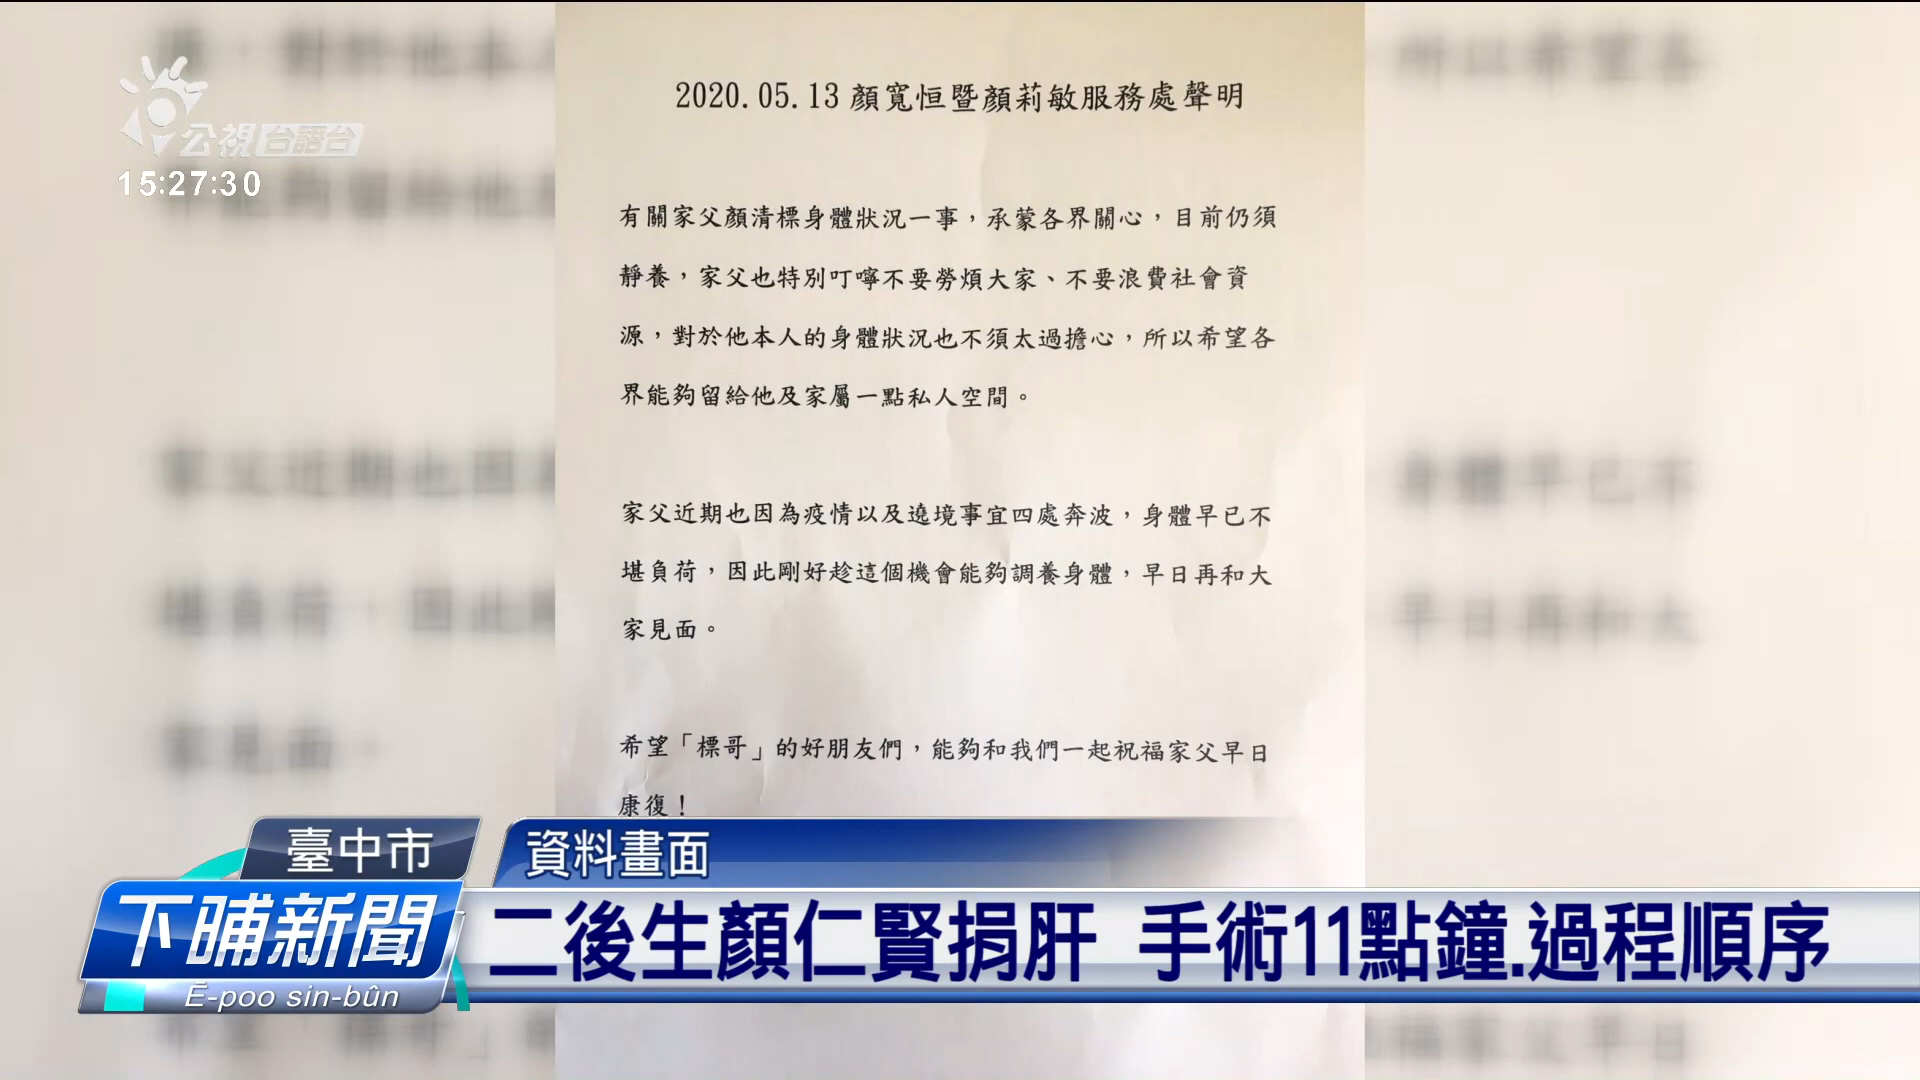 公視台語台
15:27:30
2020.05.13 顏寬恒暨顏莉敏服務處聲明
有關家父顏清標身體狀況一事，承蒙各界關心，目前仍須
靜養，家父也特別叮嚀不要勞煩大家、不要浪費社會資
源，對於他本人的身體狀況也不須太過擔心，所以希望各
界能夠留給他及家屬一點私人空間。
家父近期也因為疫情以及遶境事宜四處奔波，身體早已不
堪負荷，因此剛好趁這個機會能夠調養身體，早日再和大
家見面。
希望「標哥」的好朋友們，能夠和我們一起祝福家父早日
康復！
臺中市
資料畫面
下晡新聞
Ē-poo sin-bûn
二後生顏仁賢捐肝 手術11點鐘.過程順序